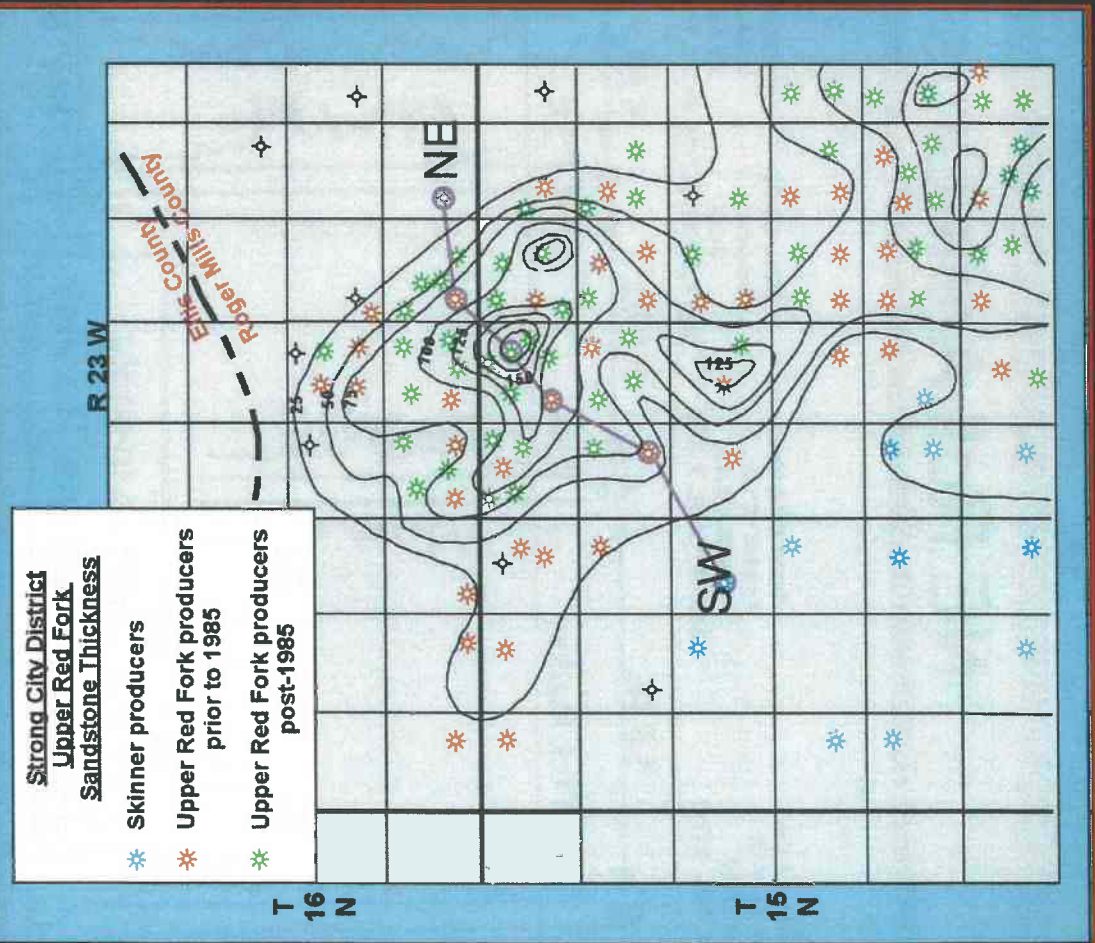 Strong City District
Upper Red Fork
Sandstone Thickness
Skinner producers
Upper Red Fork producers
prior to 1985
Upper Red Fork producers
post-1985
R 23 W
T
16
N
T
15
N
Ellis County
Roger Mills County
NE
SW
25
50
75
100
125
150
125